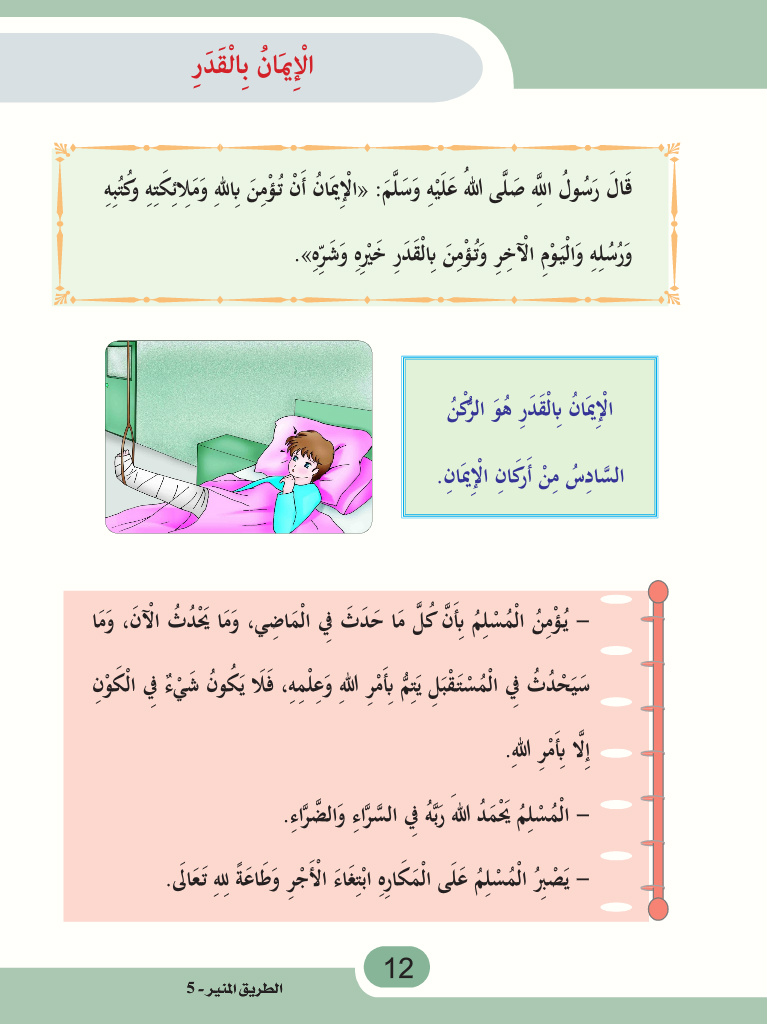 الْإِيمَانُ بِالْقَدَرِ
قَالَ رَسُولُ اللَّهِ صَلَّى اللهُ عَلَيْهِ وَسَلَّمَ: «الْإِيمَانُ أَنْ تُؤْمِنَ بِاللهِ وَمَلَائِكَتِهِ وَكُتُبِهِ
وَرُسُلِهِ وَالْيَوْمِ الْآخِرِ وَتُؤْمِنَ بِالْقَدَرِ خَيْرِهِ وَشَرِّهِ».
الْإِيمَانُ بِالْقَدَرِ هُوَ الرُّكْنُ
السَّادِسُ مِنْ أَرْكَانِ الْإِيمَانِ.
– يُؤْمِنُ الْمُسْلِمُ بِأَنَّ كُلَّ مَا حَدَثَ فِي الْمَاضِي، وَمَا يَحْدُثُ الْآنَ، وَمَا
سَيَحْدُثُ فِي الْمُسْتَقْبَلِ يَتِمُّ بِأَمْرِ اللهِ وَعِلْمِهِ، فَلَا يَكُونُ شَيْءٌ فِي الْكَوْنِ
إِلَّا بِأَمْرِ اللهِ.
– الْمُسْلِمُ يَحْمَدُ اللهَ رَبَّهُ فِي السَّرَّاءِ وَالضَّرَّاءِ.
– يَصْبِرُ الْمُسْلِمُ عَلَى الْمَكَارِهِ ابْتِغَاءَ الْأَجْرِ وَطَاعَةً لِلهِ تَعَالَى.
12
الطريق المنير - 5